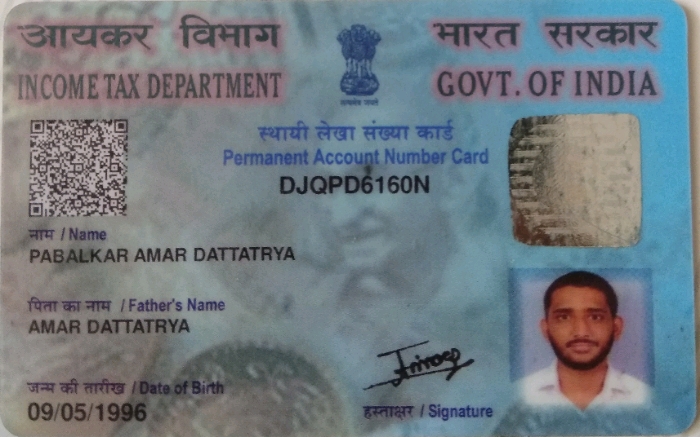 आयकर विभाग
INCOME TAX DEPARTMENT
भारत सरकार
GOVT. OF INDIA
सत्यमेव जयते
स्थायी लेखा संख्या कार्ड
Permanent Account Number Card
DJQPD6160N
नाम / Name
PABALKAR AMAR DATTATRYA
पिता का नाम / Father's Name
AMAR DATTATRYA
जन्म की तारीख / Date of Birth
09/05/1996
हस्ताक्षर / Signature